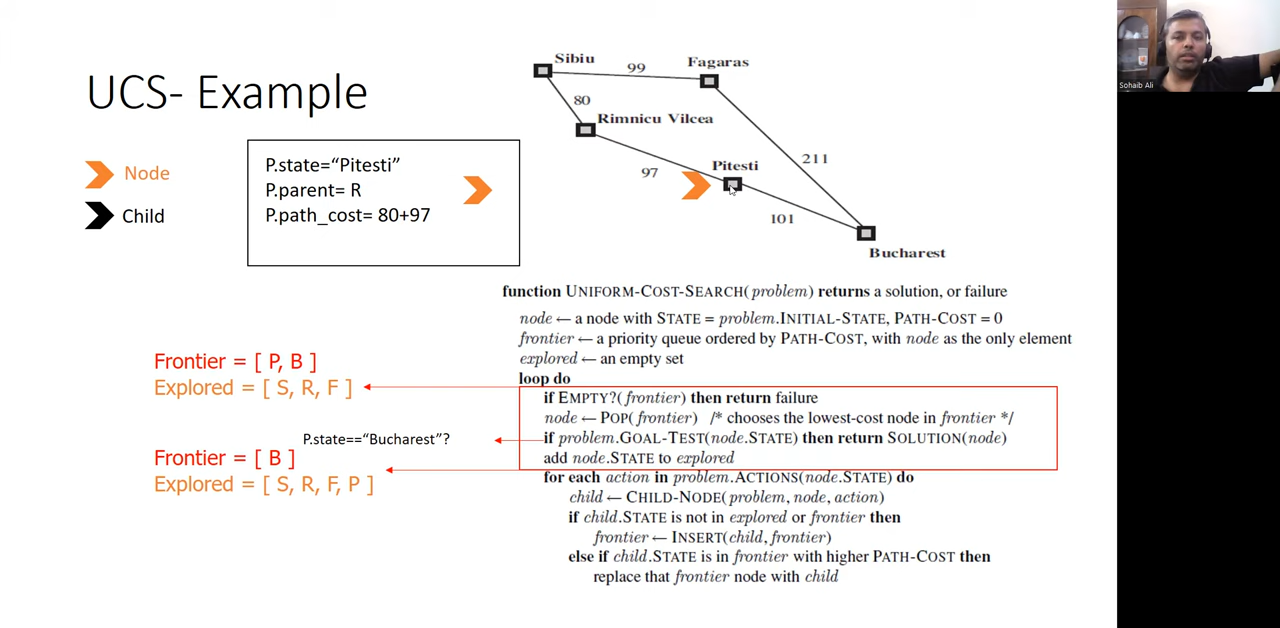 UCS- Example
Node
Child
P.state=“Pitesti”
P.parent= R
P.path_cost= 80+97
Sibiu
99
Fagaras
80
Rimnicu Vilcea
97
Pitesti
211
101
Bucharest
Sohaib Ali
function UNIFORM-COST-SEARCH(problem) returns a solution, or failure
node ← a node with STATE = problem.INITIAL-STATE, PATH-COST = 0
frontier ← a priority queue ordered by PATH-COST, with node as the only element
explored ← an empty set
loop do
if EMPTY?(frontier) then return failure
node ← POP(frontier) /* chooses the lowest-cost node in frontier */
if problem.GOAL-TEST(node.STATE) then return SOLUTION(node)
add node.STATE to explored
for each action in problem.ACTIONS(node.STATE) do
child ← CHILD-NODE(problem, node, action)
if child.STATE is not in explored or frontier then
frontier ← INSERT(child, frontier)
else if child.STATE is in frontier with higher PATH-COST then
replace that frontier node with child
Frontier = [ P, B ]
Explored = [ S, R, F ]
P.state==“Bucharest”?
Frontier = [ B ]
Explored = [ S, R, F, P ]